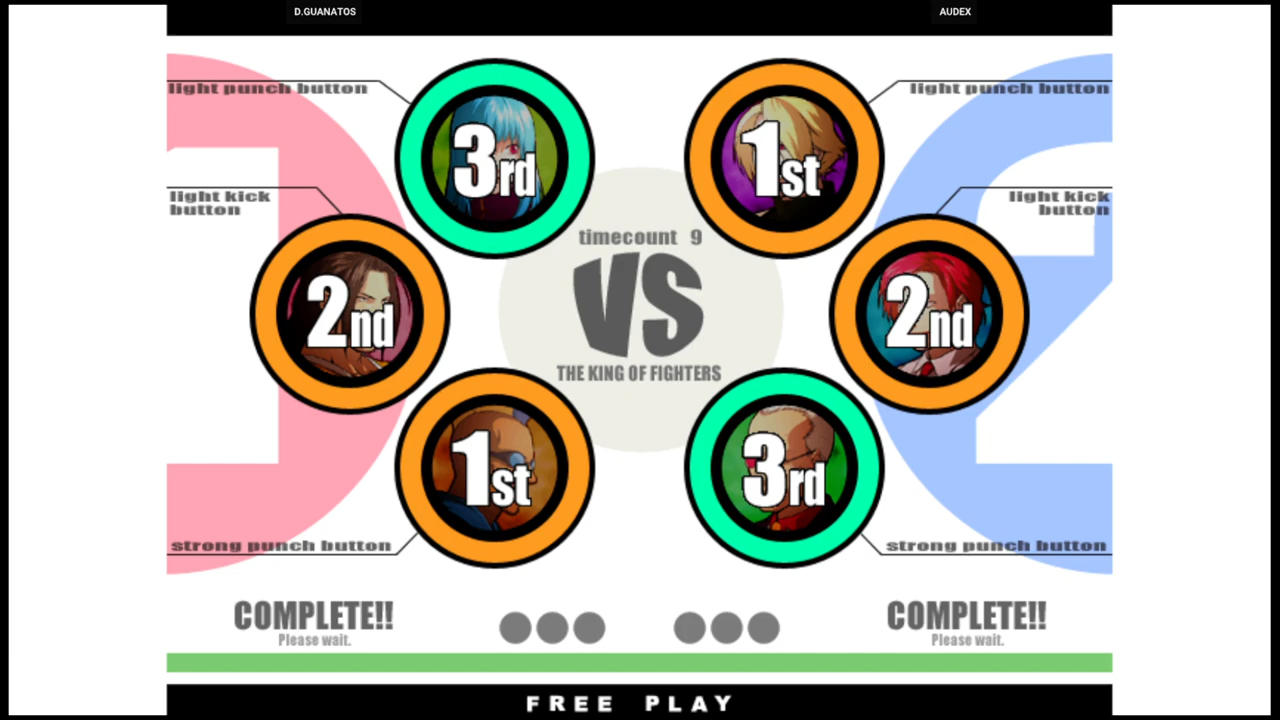 D.GUANATOS
AUDEX
light punch button
light punch button
3rd
1st
light kick
button
light kick
button
timecount 9
VS
THE KING OF FIGHTERS
2nd
2nd
1st
3rd
strong punch button
strong punch button
COMPLETE!!
Please wait.
COMPLETE!!
Please wait.
FREE PLAY
1
2